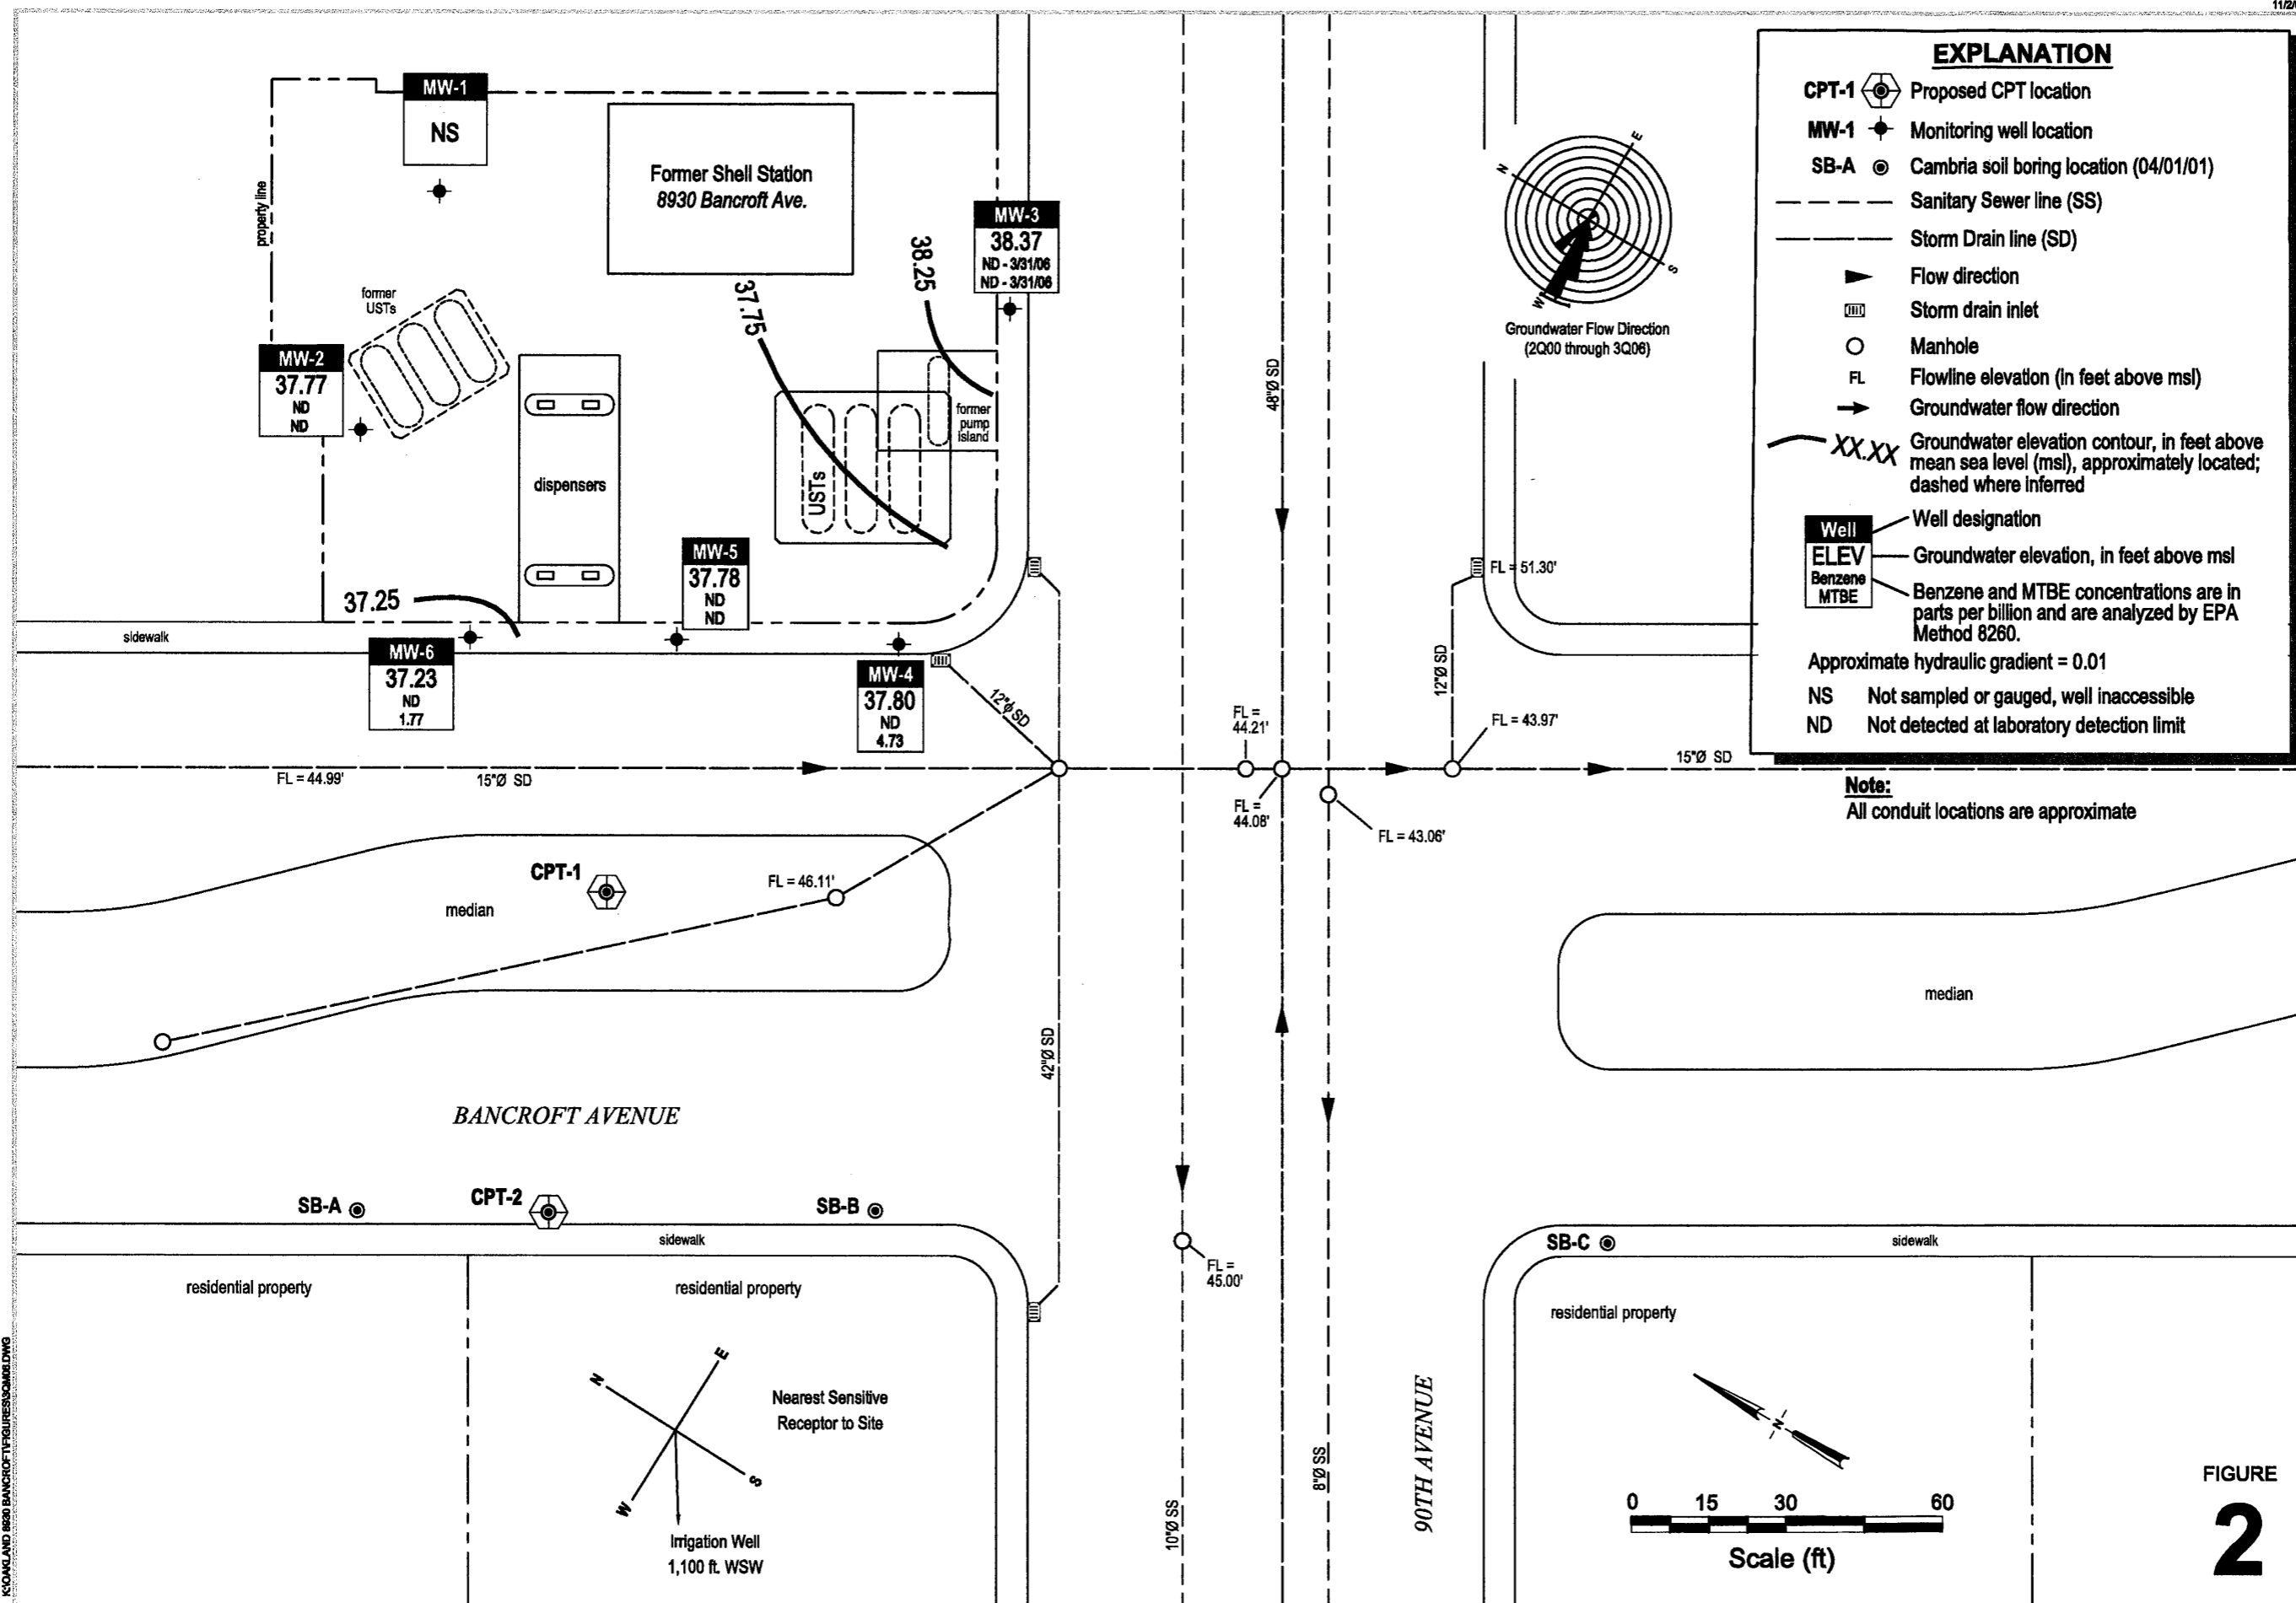 EXPLANATION
CPT-1 Proposed CPT location
MW-1 Monitoring well location
SB-A Cambria soil boring location (04/01/01)
Sanitary Sewer line (SS)
Storm Drain line (SD)
Flow direction
Storm drain inlet
Manhole
FL Flowline elevation (in feet above msl)
Groundwater flow direction
XX.XX Groundwater elevation contour, in feet above
mean sea level (msl), approximately located;
dashed where inferred
Well
Well designation
ELEV
Groundwater elevation, in feet above msl
Benzene
MTBE
Benzene and MTBE concentrations are in
parts per billion and are analyzed by EPA
Method 8260.
Approximate hydraulic gradient = 0.01
NS Not sampled or gauged, well inaccessible
ND Not detected at laboratory detection limit
Note:
All conduit locations are approximate
MW-1
NS
property line
Former Shell Station
8930 Bancroft Ave.
MW-3
38.37
ND - 3/31/06
ND - 3/31/06
38.25
37.75
former
USTs
MW-2
37.77
ND
ND
dispensers
USTs
former
pump
island
MW-5
37.78
ND
ND
37.25
sidewalk
MW-6
37.23
ND
1.77
MW-4
37.80
ND
4.73
N
E
S
W
Groundwater Flow Direction
(2Q00 through 3Q06)
48"Ø SD
FL = 51.30'
12"Ø SD
12"ϕ SD
FL =
44.21'
FL = 43.97'
FL = 44.99'
15"Ø SD
15"Ø SD
FL =
44.08'
FL = 43.06'
CPT-1
FL = 46.11'
median
median
42"Ø SD
BANCROFT AVENUE
SB-A
CPT-2
SB-B
sidewalk
FL =
45.00'
SB-C
sidewalk
residential property
residential property
residential property
N
E
S
W
Nearest Sensitive
Receptor to Site
Irrigation Well
1,100 ft. WSW
10"Ø SS
8"Ø SS
90TH AVENUE
N
0 15 30 60
Scale (ft)
FIGURE
2